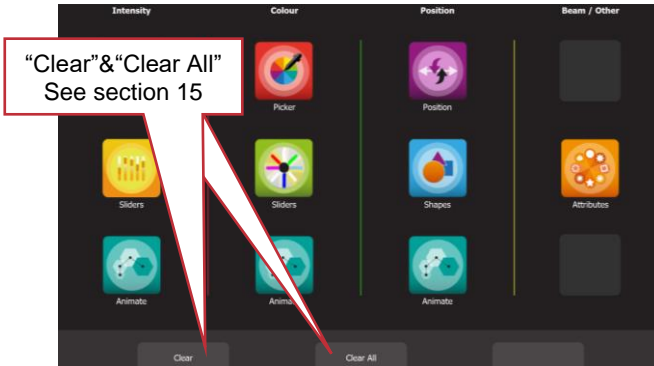 Intensity
Colour
Position
Beam / Other
“Clear”&“Clear All”
See section 15
Picker
Position
Sliders
Sliders
Shapes
Attributes
Animate
Animate
Animate
Clear
Clear All